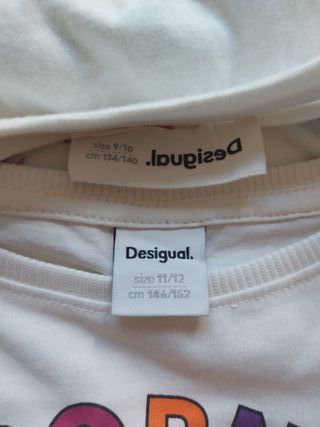 size 9/10
cm 134/140
Desigual.
Desigual.
size 11/12
cm 146/152